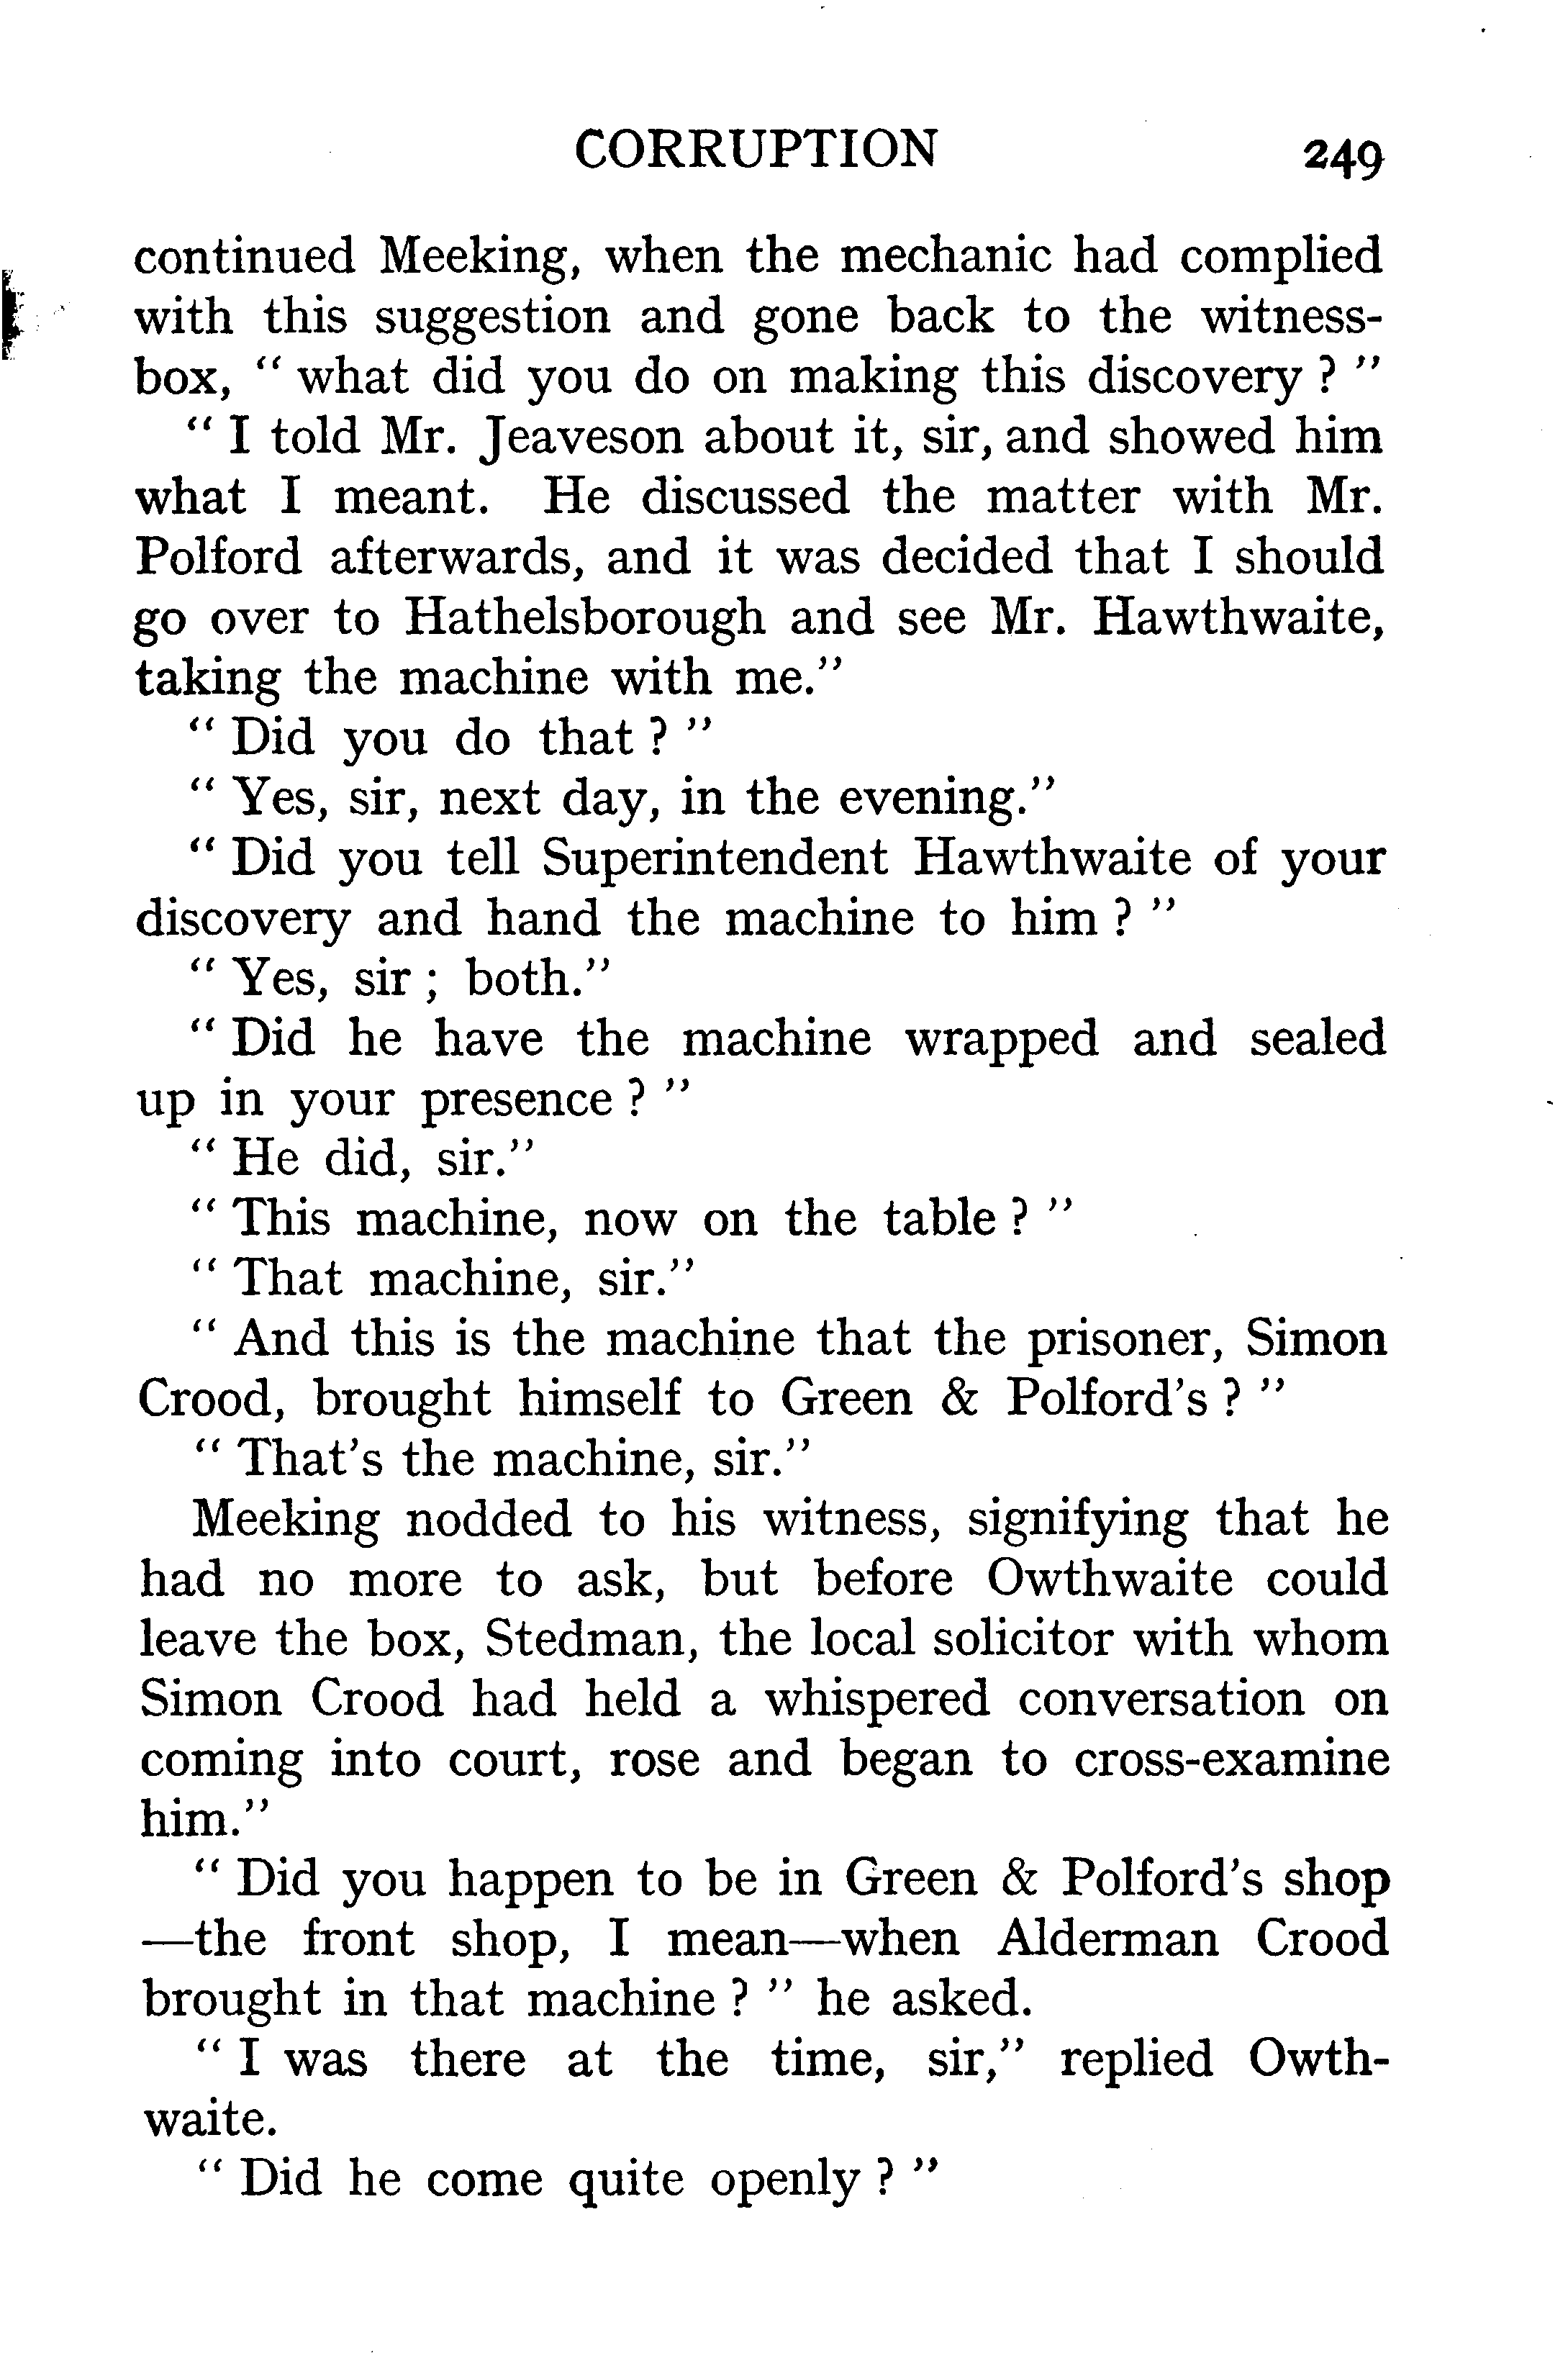 CORRUPTION 249
continued Meeking, when the mechanic had complied
with this suggestion and gone back to the witness-
box, " what did you do on making this discovery ? "
" I told Mr. Jeaveson about it, sir, and showed him
what I meant. He discussed the matter with Mr.
Polford afterwards, and it was decided that I should
go over to Hathelsborough and see Mr. Hawthwaite,
taking the machine with me."
" Did you do that ? "
" Yes, sir, next day, in the evening."
" Did you tell Superintendent Hawthwaite of your
discovery and hand the machine to him ? "
" Yes, sir ; both."
" Did he have the machine wrapped and sealed
up in your presence ? "
" He did, sir."
" This machine, now on the table ? "
" That machine, sir."
" And this is the machine that the prisoner, Simon
Crood, brought himself to Green & Polford's ? "
" That's the machine, sir."
Meeking nodded to his witness, signifying that he
had no more to ask, but before Owthwaite could
leave the box, Stedman, the local solicitor with whom
Simon Crood had held a whispered conversation on
coming into court, rose and began to cross-examine
him."
" Did you happen to be in Green & Polford's shop
—the front shop, I mean—when Alderman Crood
brought in that machine ? " he asked.
" I was there at the time, sir," replied Owth-
waite.
" Did he come quite openly ? "